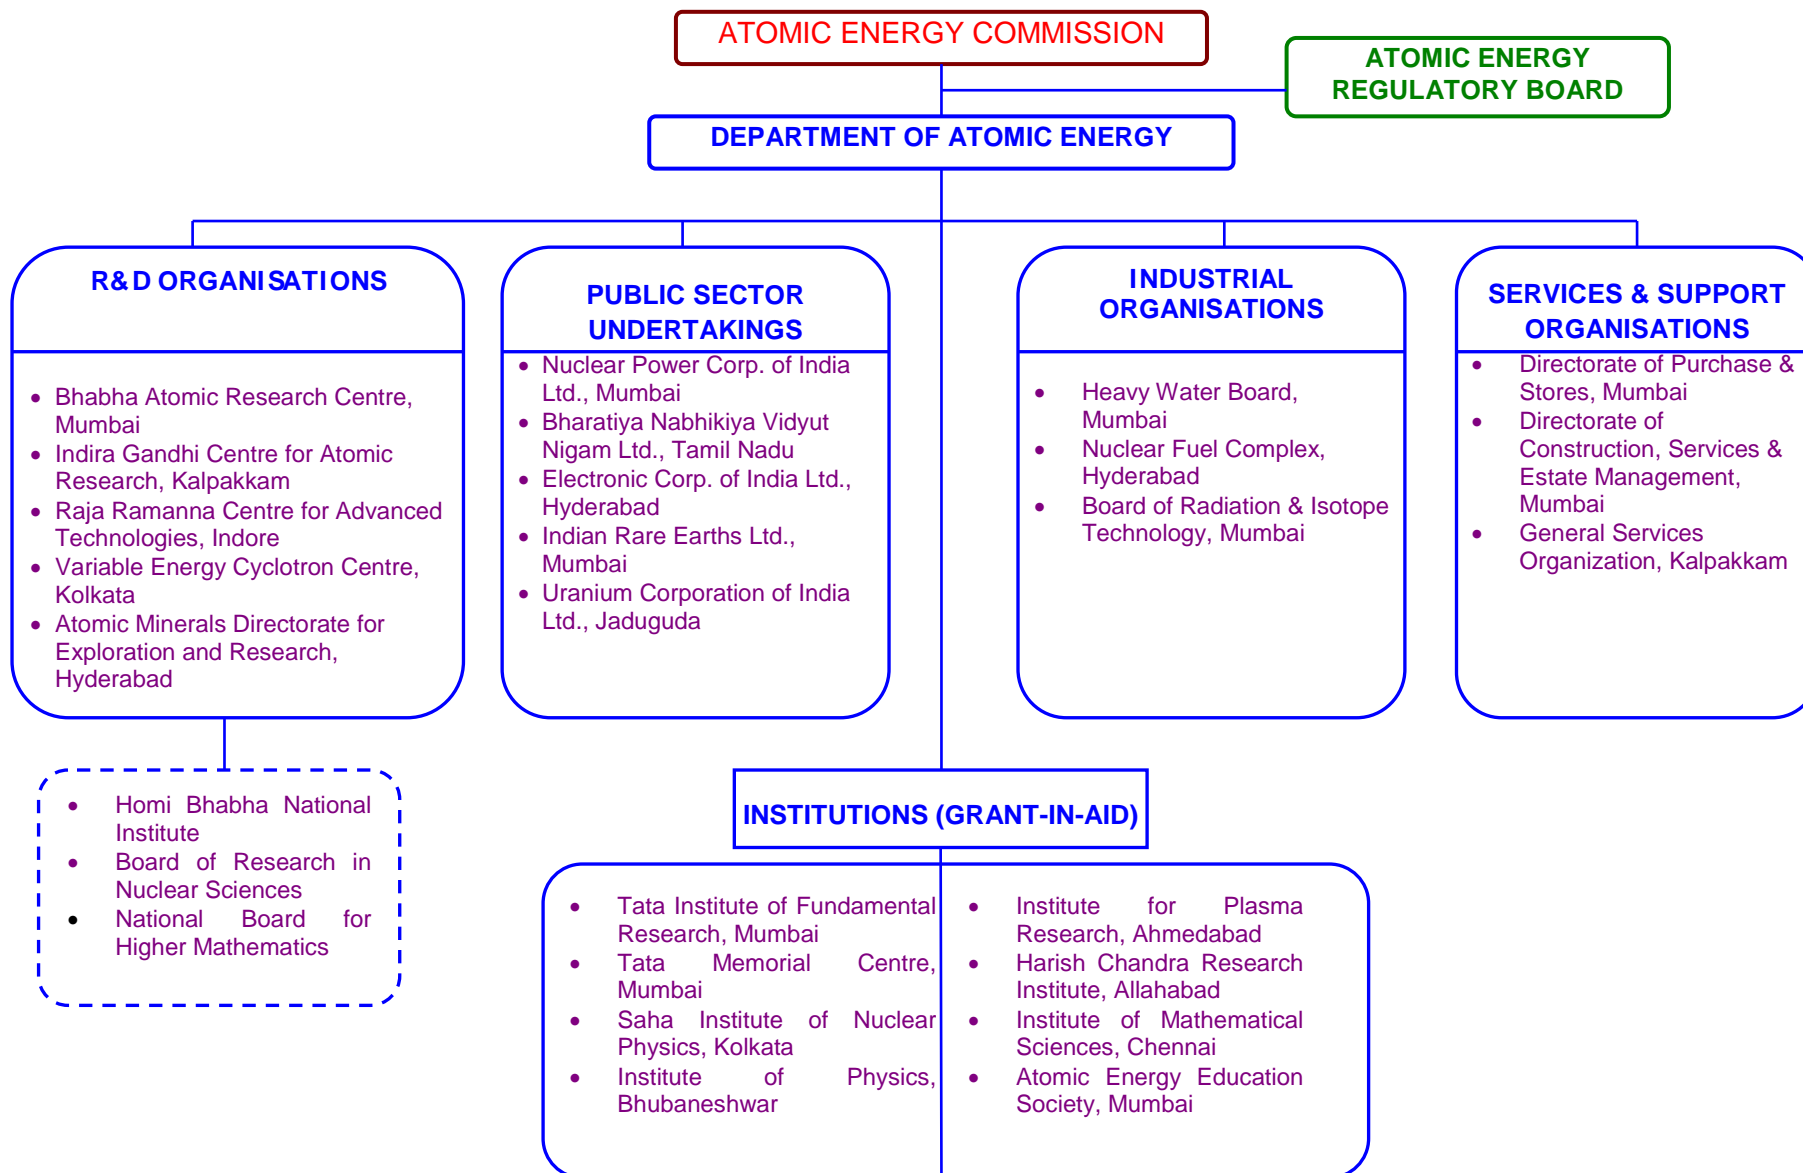 ATOMIC ENERGY COMMISSION
ATOMIC ENERGY
REGULATORY BOARD
DEPARTMENT OF ATOMIC ENERGY
R&D ORGANISATIONS
• Bhabha Atomic Research Centre,
Mumbai
• Indira Gandhi Centre for Atomic
Research, Kalpakkam
• Raja Ramanna Centre for Advanced
Technologies, Indore
• Variable Energy Cyclotron Centre,
Kolkata
• Atomic Minerals Directorate for
Exploration and Research,
Hyderabad
PUBLIC SECTOR
UNDERTAKINGS
• Nuclear Power Corp. of India
Ltd., Mumbai
• Bharatiya Nabhikiya Vidyut
Nigam Ltd., Tamil Nadu
• Electronic Corp. of India Ltd.,
Hyderabad
• Indian Rare Earths Ltd.,
Mumbai
• Uranium Corporation of India
Ltd., Jaduguda
INDUSTRIAL
ORGANISATIONS
• Heavy Water Board,
Mumbai
• Nuclear Fuel Complex,
Hyderabad
• Board of Radiation & Isotope
Technology, Mumbai
SERVICES & SUPPORT
ORGANISATIONS
• Directorate of Purchase &
Stores, Mumbai
• Directorate of
Construction, Services &
Estate Management,
Mumbai
• General Services
Organization, Kalpakkam
• Homi Bhabha National
Institute
• Board of Research in
Nuclear Sciences
• National Board for
Higher Mathematics
INSTITUTIONS (GRANT-IN-AID)
• Tata Institute of Fundamental
Research, Mumbai
• Tata Memorial Centre,
Mumbai
• Saha Institute of Nuclear
Physics, Kolkata
• Institute of Physics,
Bhubaneshwar
• Institute for Plasma
Research, Ahmedabad
• Harish Chandra Research
Institute, Allahabad
• Institute of Mathematical
Sciences, Chennai
• Atomic Energy Education
Society, Mumbai